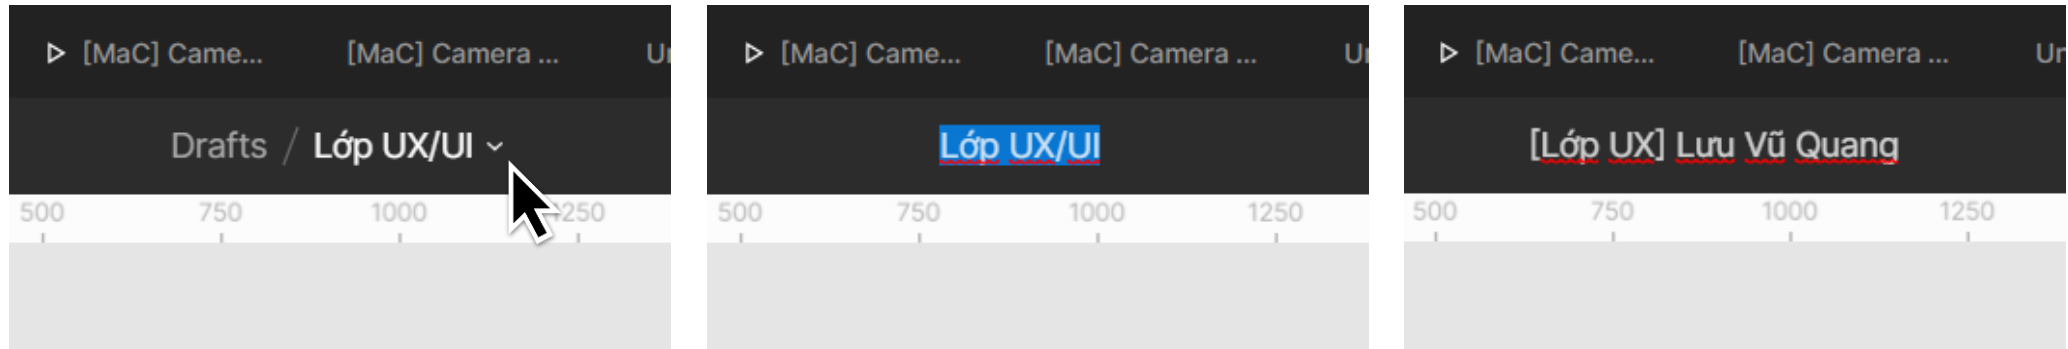 [MaC] Came...
[MaC] Camera ...
Drafts / Lớp UX/UI
500 750 1000 1250
[MaC] Came...
[MaC] Camera ...
Lớp UX/UI
500 750 1000 1250
[MaC] Came...
[MaC] Camera ...
[Lớp UX] Lưu Vũ Quang
500 750 1000 1250